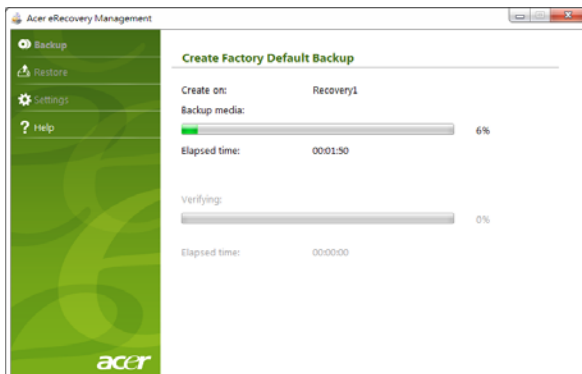 Acer eRecovery Management
Backup
Restore
Settings
? Help
Create Factory Default Backup
Create on: Recovery1
Backup media:
6%
Elapsed time: 00:01:50
Verifying:
0%
Elapsed time: 00:00:00
acer